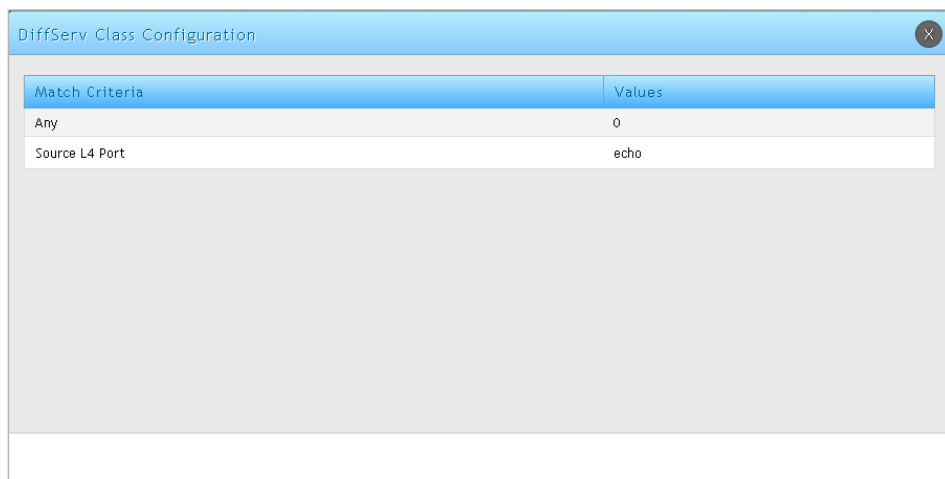 DiffServ Class Configuration X
Match Criteria Values
Any 0
Source L4 Port echo